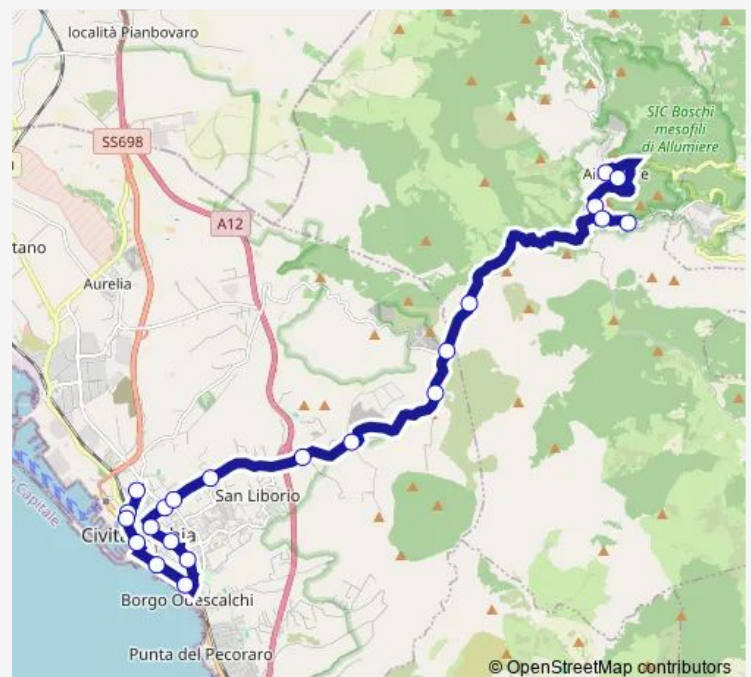 località Pianbovaro
SS698
SIC Boschi
mesofili
di Allumiere
A12
tano
Aurelia
San Liborio
Capitale
Borgo Odescalchi
Punta del Pecoraro
© OpenStreetMap contributors